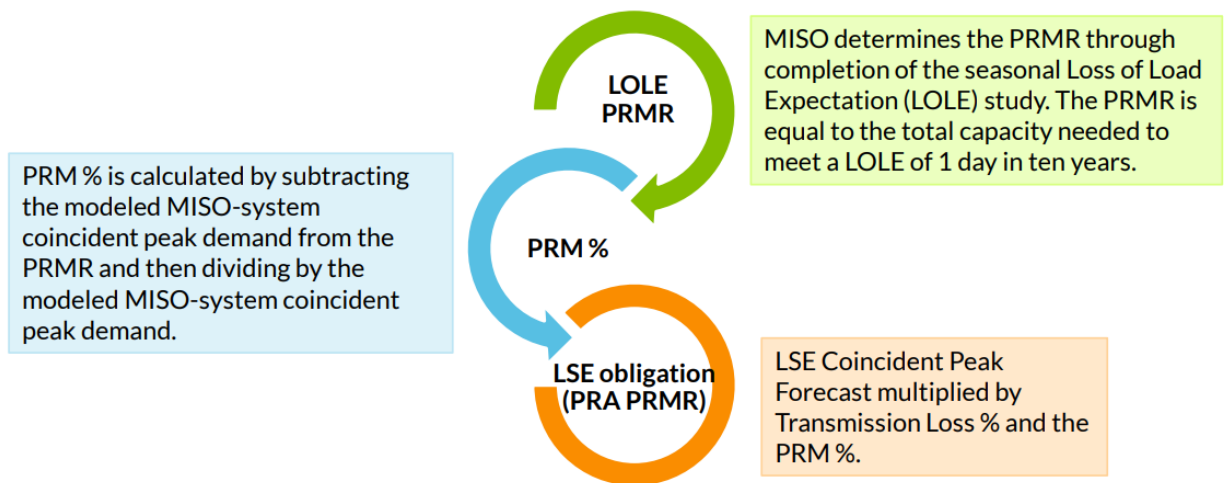 LOLE
PRMR
MISO determines the PRMR through
completion of the seasonal Loss of Load
Expectation (LOLE) study. The PRMR is
equal to the total capacity needed to
meet a LOLE of 1 day in ten years.
PRM % is calculated by subtracting
the modeled MISO-system
coincident peak demand from the
PRMR and then dividing by the
modeled MISO-system coincident
peak demand.
PRM %
LSE obligation
(PRA PRMR)
LSE Coincident Peak
Forecast multiplied by
Transmission Loss % and the
PRM %.